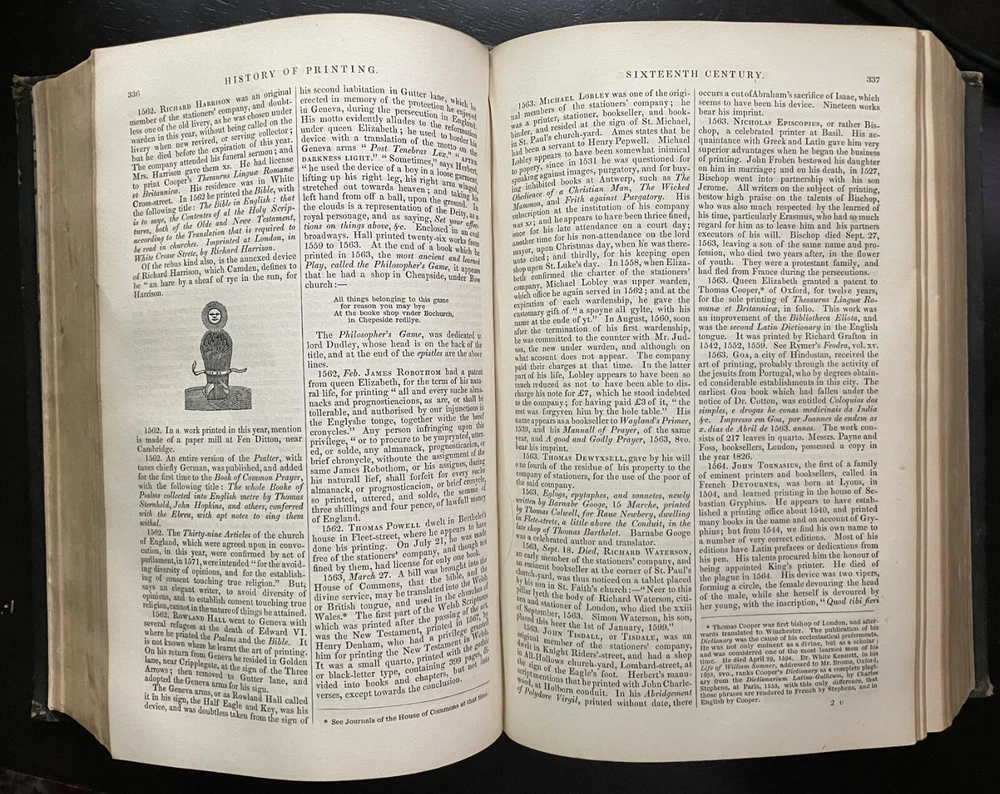 336
HISTORY OF PRINTING.
1562. RICHARD HARRISON was an original
member of the stationers' company, and doubt-
less one of the old livery, as he was chosen under
warden in this year, without being called on the
livery when new revived, or serving collector;
but he died before the expiration of this year.
The company attended his funeral sermon; and
Mrs. Harrison gave them xs. He had license
to print Cooper's Thesaurus Linguæ Romanæ
et Britannicæ. His residence was in White
Cross-street. In 1562 he printed the Bible, with
the following title: The Bible in English: that
is to say, the Contentes of al the Holy Scrip-
tures, both of the Olde and Newe Testament,
according to the Translation that is required to
be read in churches. Imprinted at London, in
White Crosse Strete, by Richard Harrison.
Of the rebus kind also, is the annexed device
of Richard Harrison, which Camden, defines to
be "an hare by a sheaf of rye in the sun, for
Harrison.
1562. In a work printed in this year, mention
is made of a paper mill at Fen Ditton, near
Cambridge.
1562. An entire version of the Psalter, with
tunes chiefly German, was published, and added
for the first time to the Book of Common Prayer,
with the following title: The whole Booke of
Psalms collected into English metre by Thomas
Sternhold, John Hopkins, and others, conferred
with the Ebrew, with apt notes to sing them
withal.
1562. The Thirty-nine Articles of the church
of England, which were agreed upon in convo-
cation, in this year, were confirmed by act of
parliament, in 1571, were intended "for the avoid-
ing diversity of opinions, and for the establish-
ing of consent touching true religion." But,
says an elegant writer, to avoid diversity of
opinions, and to establish consent touching true
religion, cannot in the nature of things be attained.
1562. ROWLAND HALL went to Geneva with
several refugees at the death of Edward VI.
where he printed the Psalms and the Bible. It
is not known where he learnt the art of printing.
On his return from Geneva he resided in Golden
lane, near Cripplegate, at the sign of the Three
Arrows; then removed to Gutter lane, and
adopted the Geneva arms for his sign.
The Geneva arms, or as Rowland Hall called
it in his sign, the Half Eagle and Key, was his
device, and was doubtless taken from the sign of
his second habitation in Gutter lane, which he
erected in memory of the protection he enjoyed
in Geneva, during the persecution in England.
His motto evidently alludes to the reformation
under queen Elizabeth; he used to border his
device with a translation of the motto on the
Geneva arms "Post Tenebras Lux," "AFTER
DARKNESS LIGHT." "Sometimes," says Herbert,
"he used the device of a boy in a loose garment,
lifting up his right leg, his right arm winged,
stretched out towards heaven; and taking his
left hand from off a ball, upon the ground. In
the clouds is a representation of the Deity, as a
royal personage, and as saying, Set your affec-
tions on things above, &c. Enclosed in an oval
broadways. Hall printed twenty-six works from
1559 to 1563. At the end of a book which he
printed in 1563, the most ancient and learned
Play, called the Philosopher's Game, it appears
that he had a shop in Cheapside, under Bow
church:—
All things belonging to this game
for reason you may bye
At the booke shop vnder Bochurch,
in Chepeside redilye.
The Philosopher's Game, was dedicated to
lord Dudley, whose head is on the back of the
title, and at the end of the epistles are the above
lines.
1562, Feb. JAMES ROBOTHOM had a patent
from queen Elizabeth, for the term of his natu-
ral life, for printing "all and every suche alma-
nacks and prognosticacions, as are, or shall be
tollerable, and authorised by our injunctions in
the Englyshe tonge, together withe the breef
cronycles." Any person infringing upon this
privilege, "or to procure to be ymprynted, utter-
ed, or solde, any almanack, prognosticacion, or
brief chronycle, without the assignment of the
same James Robothom, or his assignes, during
his naturall lief, shall forfeit for every suche
almanack, or prognosticacion, or brief cronycle,
so printed, uttered, and solde, the somme of
three shillings and four pence, of lawful money
of England.
1562. THOMAS POWELL dwelt in Berthelet's
house in Fleet-street, where he appears to have
done his printing. On July 21, he was made
free of the stationers' company, and though not
fined by them, had license for only one book.
1563, March 27. A bill was brought into the
House of Commons, that the bible, and the
divine service, may be translated into the Welsh
or British tongue, and used in the churches of
Wales.* The first part of the Welsh Scriptures
which was printed after the passing of the act,
was the New Testament, printed in 1567, by
Henry Denham, who had a privilege granted
him for printing the New Testament in Welsh.
It was a small quarto, printed with the gothic
or black-letter type, containing 399 pages, di-
vided into books and chapters, but not into
verses, except towards the conclusion.
* See Journals of the House of Commons at that time.
SIXTEENTH CENTURY.
337
1563. MICHAEL LOBLEY was one of the origi-
nal members of the stationers' company; he
was a printer, stationer, bookseller, and book-
binder, and resided at the sign of St. Michael,
in St. Paul's church-yard. Ames states that he
had been a servant to Henry Pepwell. Michael
Lobley appears to have been somewhat inimical
to popery, since in 1531 he was questioned for
speaking against images, purgatory, and for buy-
ing inhibited books at Antwerp, such as The
Obedience of a Christian Man, The Wicked
Mammon, and Frith against Purgatory. His
subscription at the institution of his company
was xs; and he appears to have been thrice fined,
once for his late attendance on a court day;
another time for his non-attendance on the lord
mayor, upon Christmas day, when he was there-
unto cited; and thirdly, for his keeping open
shop upon St. Luke's day. In 1558, when Eliza-
beth confirmed the charter of the stationers'
company, Michael Lobley was upper warden,
which office he again served in 1562; and at the
expiration of each wardenship, he gave the
customary gift of "a spoyne all gylte, with his
name at the ende of yt." In August, 1560, soon
after the termination of his first wardenship,
he was committed to the counter with Mr. Jud-
son, the new under warden, and although on
what account does not appear. The company
paid their charges at that time. In the latter
part of his life, Lobley appears to have been so
much reduced as not to have been able to dis-
charge his note for £7, which he stood indebted
to the company; for having paid £3 of it, "the
rest was forgyven him by the hole table." His
name appears as a bookseller to Wayland's Primer,
1539, and his Manuall of Prayer, of the same
year, and A good and Godly Prayer, 1563, 8vo.
bear his imprint.
1563. THOMAS DEWXNSELL, gave by his will
one fourth of the residue of his property to the
company of stationers, for the use of the poor of
the said company.
1563. Eglogs, epytaphes, and sonnetes, newly
written by Barnabe Googe, 15 Marche, printed
by Thomas Colwell, for Raue Newbery, dwelling
in Flete-strete, a little above the Conduit, in the
late shop of Thomas Barthelet. Barnabe Googe
was a celebrated author and translator.
1563, Sept. 18. Died, RICHARD WATERSON,
an early member of the stationers' company, and
an eminent bookseller at the corner of St. Paul's
church-yard, was thus noticed on a tablet placed
by his son in St. Faith's church:—"Neer to this
pillar lyeth the body of Richard Waterson, citi-
zen and stationer of London, who died the xxiii
of September, 1563. Simon Waterson, his son,
placed this here the 1st of January, 1599."
1563. JOHN TISDALL, or TISDALE, was an
original member of the stationers' company,
dwelt in Knight Riders'-street, and had a shop
in All-Hollows church-yard, Lombard-street, at
the sign of the Eagle's foot. Herbert's manu-
script mentions that he printed with John Charle-
wood, at Holborn conduit. In his Abridgement
of Polydore Virgil, printed without date, there
occurs a cut of Abraham's sacrifice of Isaac, which
seems to have been his device. Nineteen works
bear his imprint.
1563. NICHOLAS EPISCOPIUS, or rather Bis-
chop, a celebrated printer at Basil. His ac-
quaintance with Greek and Latin gave him very
superior advantages when he began the business
of printing. John Froben bestowed his daughter
on him in marriage; and on his death, in 1527,
Bischop went into partnership with his son
Jerome. All writers on the subject of printing,
bestow high praise on the talents of Bischop,
who was also much respected by the learned of
his time, particularly Erasmus, who had so much
regard for him as to leave him and his partners
executors of his will. Bischop died Sept. 27,
1563, leaving a son of the same name and pro-
fession, who died two years after, in the flower
of youth. They were a protestant family, and
had fled from France during the persecutions.
1563. Queen Elizabeth granted a patent to
Thomas Cooper,* of Oxford, for twelve years,
for the sole printing of Thesaurus Linguæ Ro-
manæ et Britannicæ, in folio. This work was
an improvement of the Bibliotheca Eliotæ, and
was the second Latin Dictionary in the English
tongue. It was printed by Richard Grafton in
1542, 1552, 1559. See Rymer's Feodra, vol. xv.
1563. GOA, a city of Hindostan, received the
art of printing, probably through the activity of
the jesuits from Portugal, who by degrees obtain-
ed considerable establishments in this city. The
earliest Goa book which had fallen under the
notice of Dr. Cotton, was entitled Coloquios dos
simples, e drogas he conas medicinais da India
&c. Impresso em Goa, por Joannes de endem as
x. dias de Abril de 1563 annos. The work con-
sists of 217 leaves in quarto. Messrs. Payne and
Foss, booksellers, London, possessed a copy in
the year 1826.
1564. JOHN TORNASIUS, the first of a family
of eminent printers and booksellers, called in
French DETOURNES, was born at Lyons, in
1504, and learned printing in the house of Se-
bastian Gryphius. He appears to have estab-
lished a printing office about 1540, and printed
many books in the name and on account of Gry-
phius; but from 1544, we find his own name to
a number of very correct editions. Most of his
editions have Latin prefaces or dedications from
his pen. His talents procured him the honour of
being appointed King's printer. He died of
the plague in 1564. His device was two vipers,
forming a circle, the female devouring the head
of the male, while she herself is devoured by
her young, with the inscription, "Quod tibi fieri
* Thomas Cooper was first bishop of London, and after-
wards translated to Winchester. The publication of his
Dictionary was the cause of his ecclesiastical preferments.
He was not only eminent as a divine, but as a scholar;
and was considered one of the most learned men of his
time. He died April 29, 1594. Dr. White Kennett, in his
Life of William Somner, addressed to Mr. Brome, Oxford,
1693, 8vo., ranks Cooper's Dictionary as a complete plagi-
ary from the Dictionarium Latino-Gallicum, by Charles
Stephens, at Paris, 1553, with this only difference, that
those phrases are rendered in French by Stephens, and in
English by Cooper.
2 U